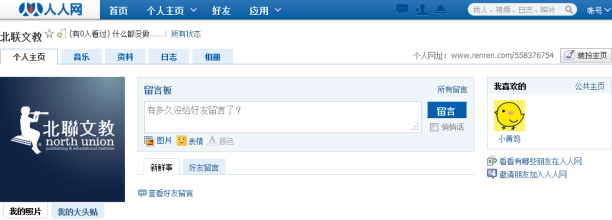 人人网 首页 个人主页 好友 应用 找人、视频、日志、照片 帐号
北联文教 (有0人看过) 什么都没做...... | 所有状态
个人主页 音乐 资料 日志 相册 个人网址: www.renren.com/558376754 装扮主页
北聯文教
north union
publishing & educational institute
留言板 所有留言
有多久没给好友留言了?
留言
悄悄话
图片 表情 颜色
新鲜事 好友留言
查看好友留言
我喜欢的 公共主页
小黄鸡
看看有哪些朋友在人人网
邀请朋友加入人人网
我的照片 我的大头贴